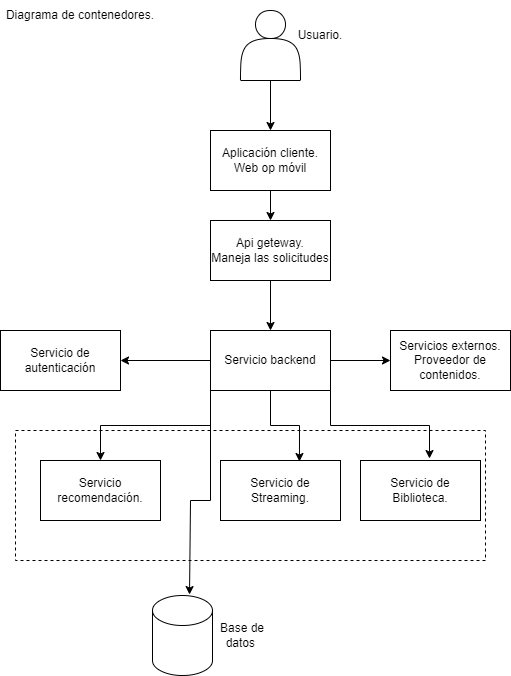 Diagrama de contenedores.
Usuario.
Aplicación cliente.
Web op móvil
Api geteway.
Maneja las solicitudes
Servicio de
autenticación
Servicio backend
Servicios externos.
Proveedor de
contenidos.
Servicio
recomendación.
Servicio de
Streaming.
Servicio de
Biblioteca.
Base de
datos